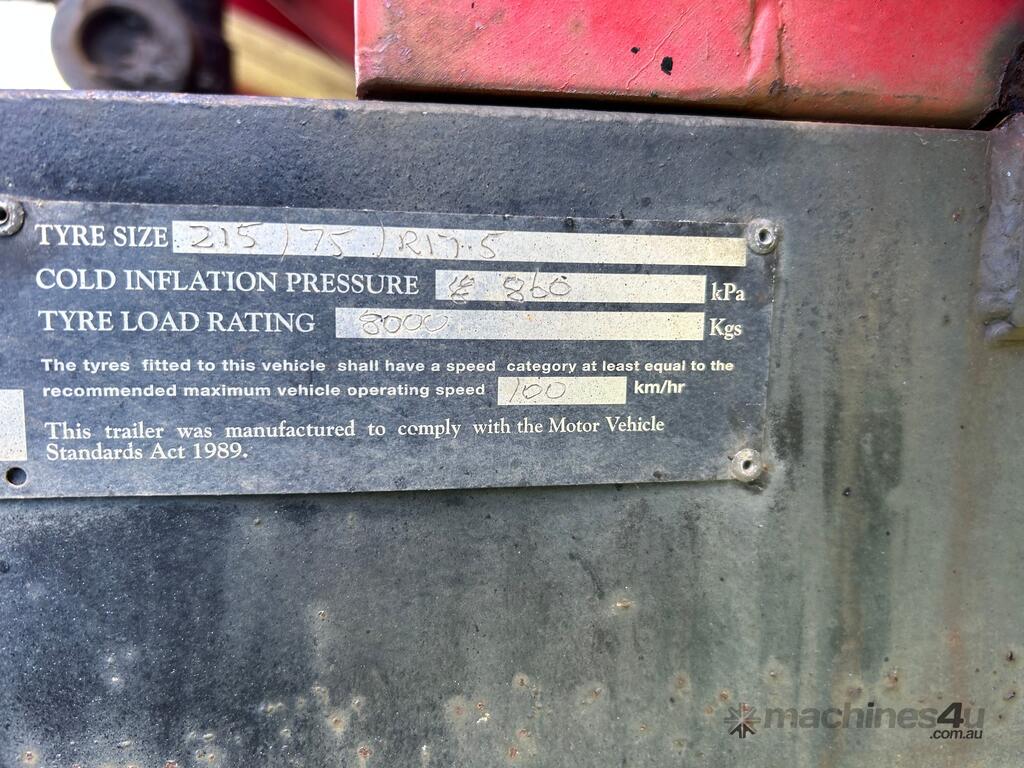 TYRE SIZE 215/75/R17.5
COLD INFLATION PRESSURE 860 kPa
TYRE LOAD RATING 8000 Kgs
The tyres fitted to this vehicle shall have a speed category at least equal to the
recommended maximum vehicle operating speed 100 km/hr
This trailer was manufactured to comply with the Motor Vehicle
Standards Act 1989.
machines4u
.com.au